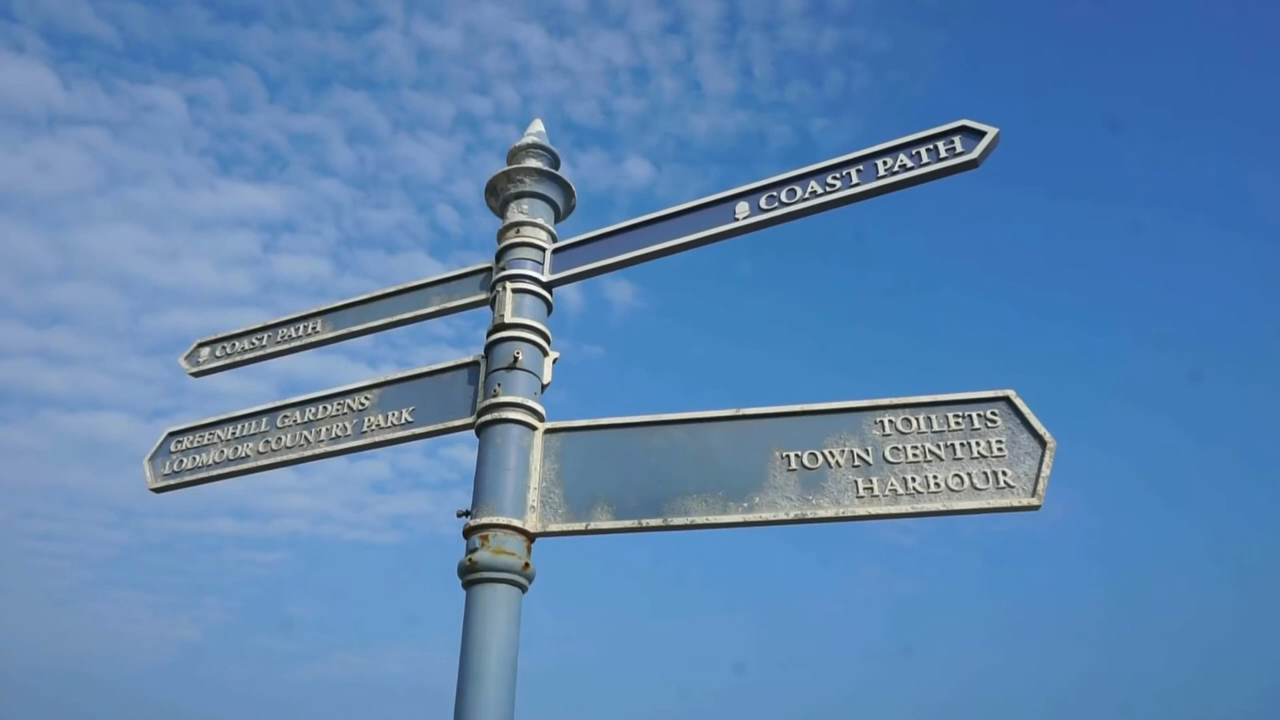 COAST PATH
COAST PATH
GREENHILL GARDENS
LODMOOR COUNTRY PARK
TOILETS
TOWN CENTRE
HARBOUR